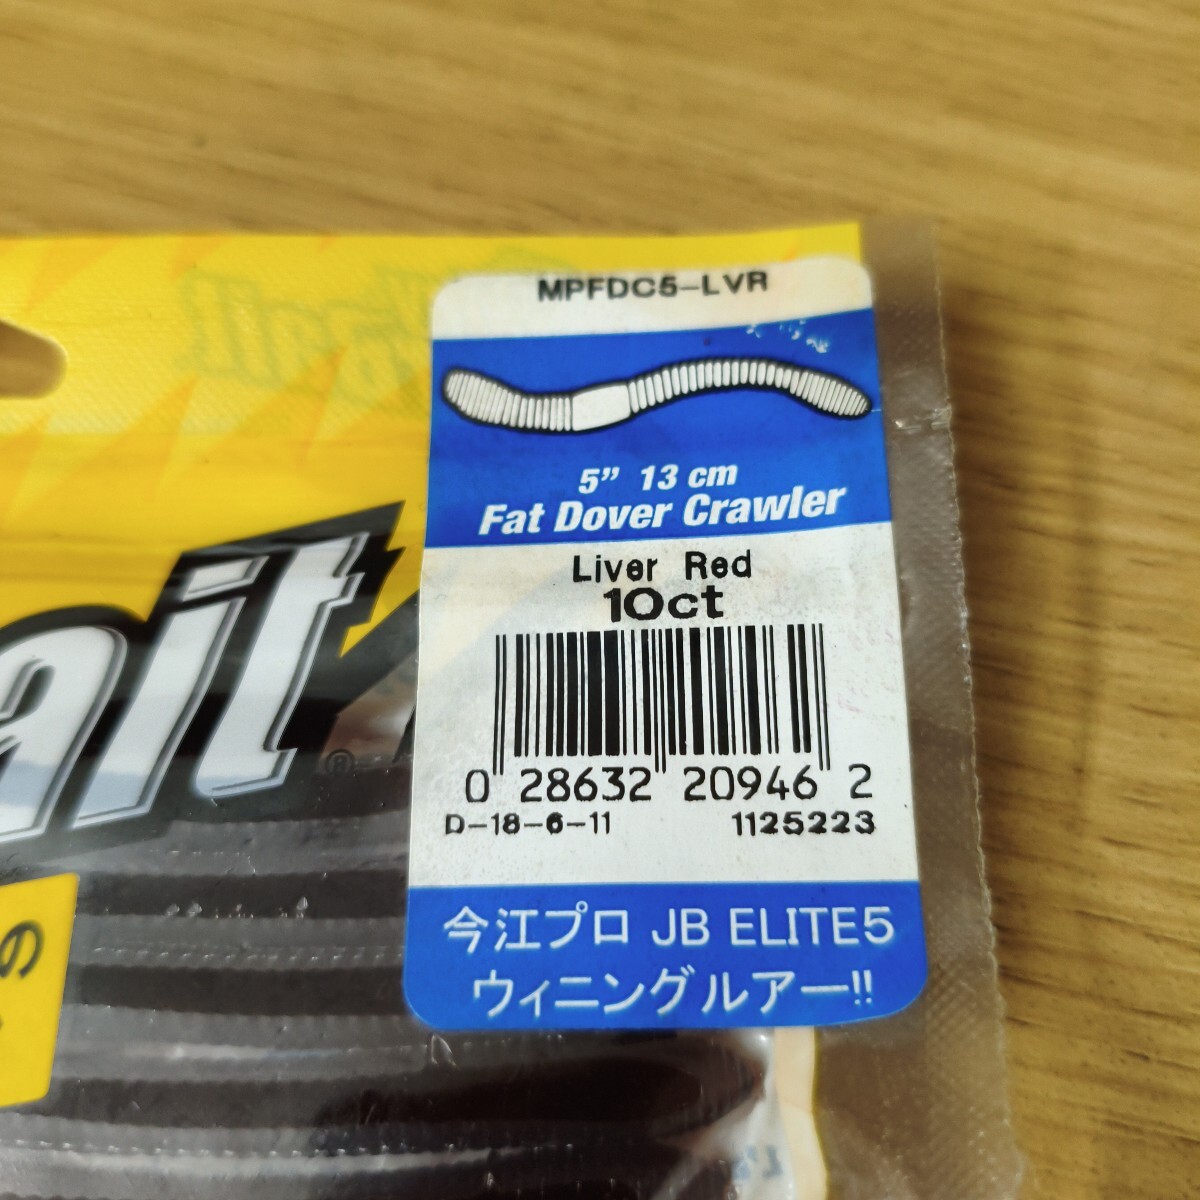 MPFDC5-LVR
5" 13 cm
Fat Dover Crawler
Liver Red
10ct
0 28632 20946 2
D-18-6-11 1125223
今江プロ JB ELITE5
ウィニングルアー!!
ait
®